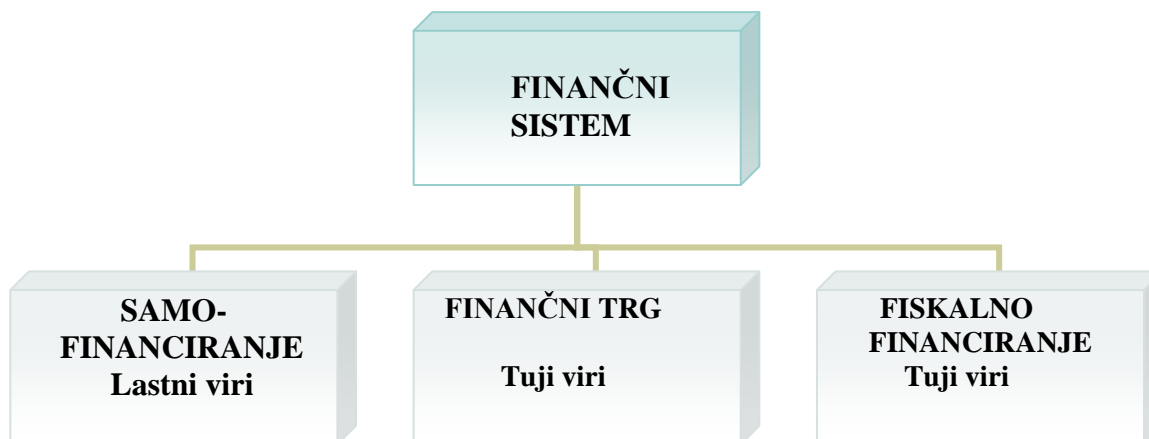 FINANČNI
SISTEM
SAMO-
FINANCIRANJE
Lastni viri
FINANČNI TRG
Tuji viri
FISKALNO
FINANCIRANJE
Tuji viri